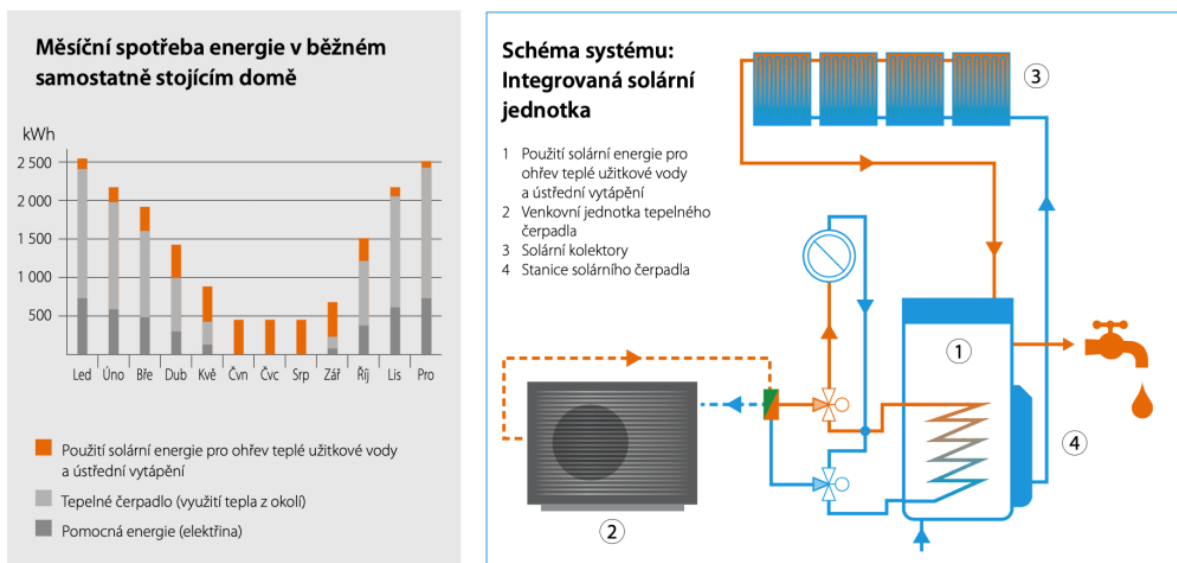 Měsíční spotřeba energie v běžném
samostatně stojícím domě
kWh
2 500
2 000
1 500
1 000
500
Led Úno Bře Dub Kvě Čvn Čvc Srp Zář Říj Lis Pro
Použití solární energie pro ohřev teplé užitkové vody
a ústřední vytápění
Tepelné čerpadlo (využití tepla z okolí)
Pomocná energie (elektřina)
Schéma systému:
Integrovaná solární
jednotka
1 Použití solární energie pro
ohřev teplé užitkové vody
a ústřední vytápění
2 Venkovní jednotka tepelného
čerpadla
3 Solární kolektory
4 Stanice solárního čerpadla
3
1
4
2